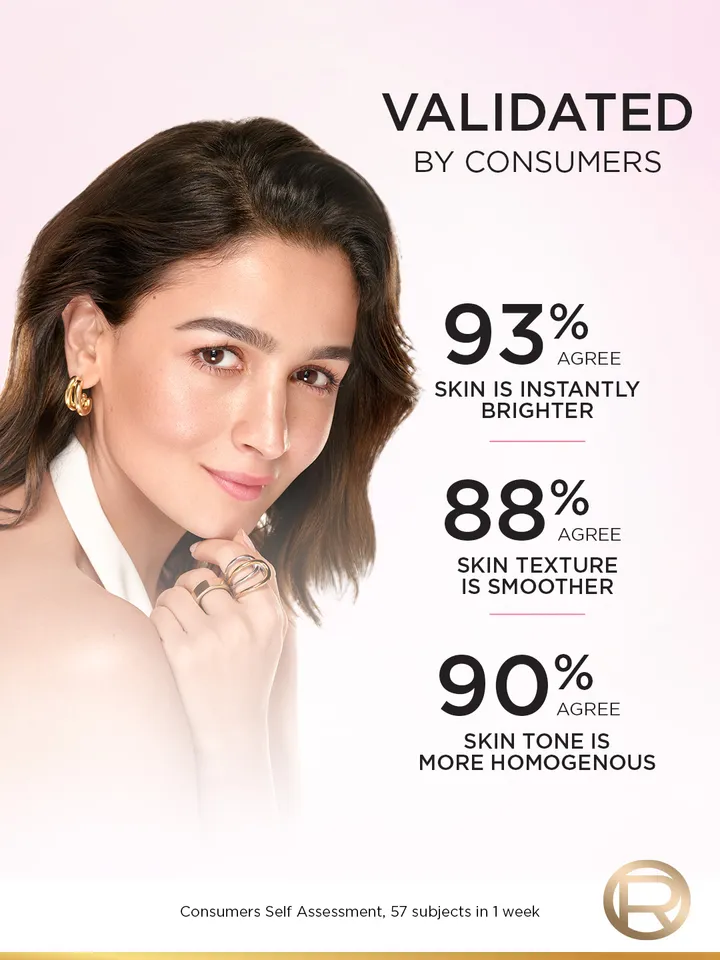 VALIDATED
BY CONSUMERS
93%
AGREE
SKIN IS INSTANTLY
BRIGHTER
88%
AGREE
SKIN TEXTURE
IS SMOOTHER
90%
AGREE
SKIN TONE IS
MORE HOMOGENOUS
Consumers Self Assessment, 57 subjects in 1 week
R